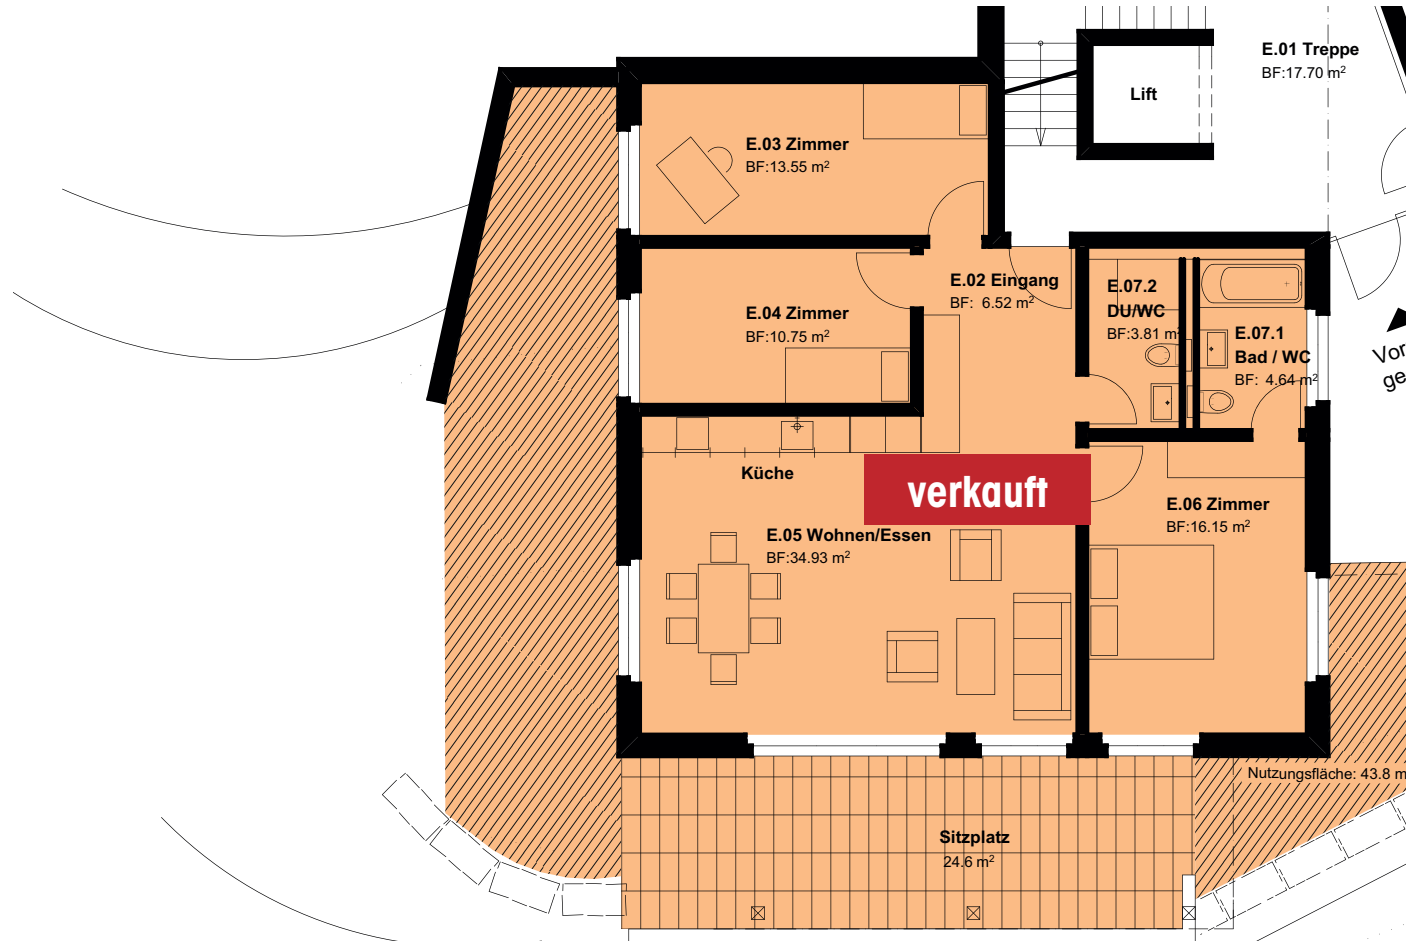 E.01 Treppe
BF:17.70 m²
Lift
E.03 Zimmer
BF:13.55 m²
E.02 Eingang
BF: 6.52 m²
E.04 Zimmer
BF:10.75 m²
E.07.2
DU/WC
BF:3.81 m²
E.07.1
Bad / WC
BF: 4.64 m²
Vor
ge
Küche
verkauft
E.05 Wohnen/Essen
BF:34.93 m²
E.06 Zimmer
BF:16.15 m²
Nutzungsfläche: 43.8 m
Sitzplatz
24.6 m²